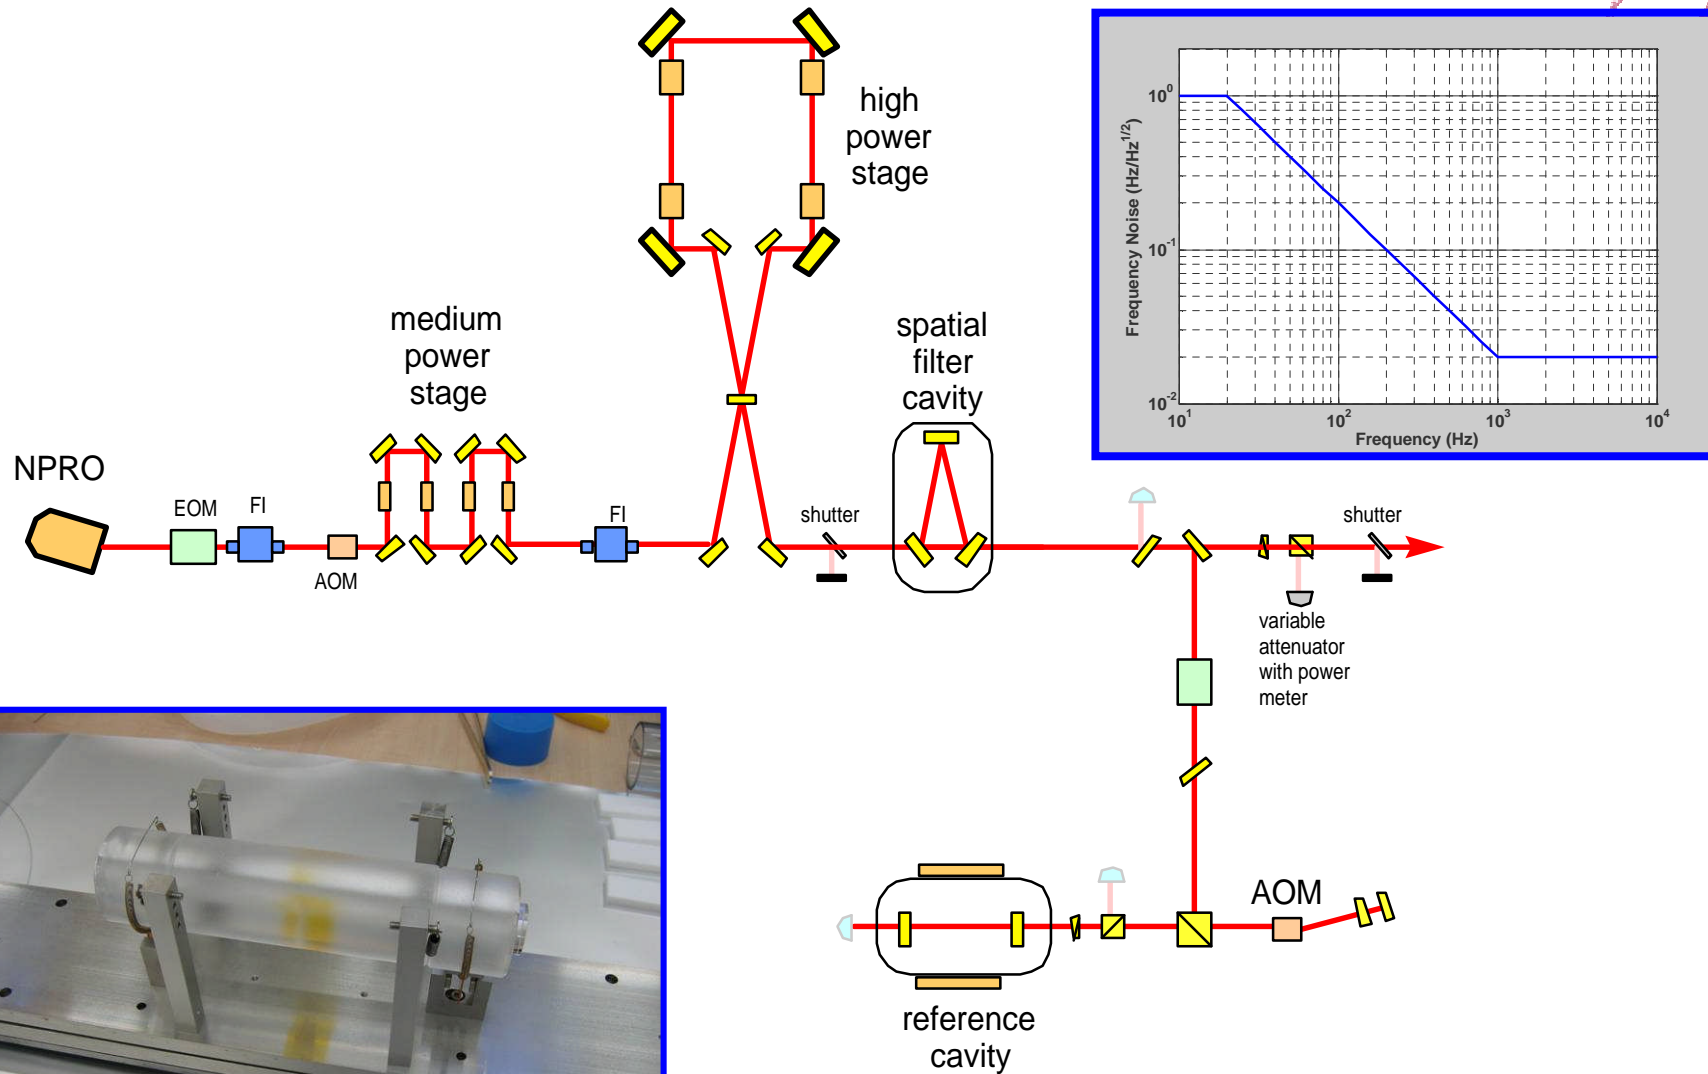 high
power
stage
medium
power
stage
spatial
filter
cavity
NPRO
EOM
FI
AOM
FI
shutter
shutter
variable
attenuator
with power
meter
AOM
reference
cavity
10^0
10^-1
10^-2
10^1
10^2
10^3
10^4
Frequency Noise (Hz/Hz^1/2)
Frequency (Hz)